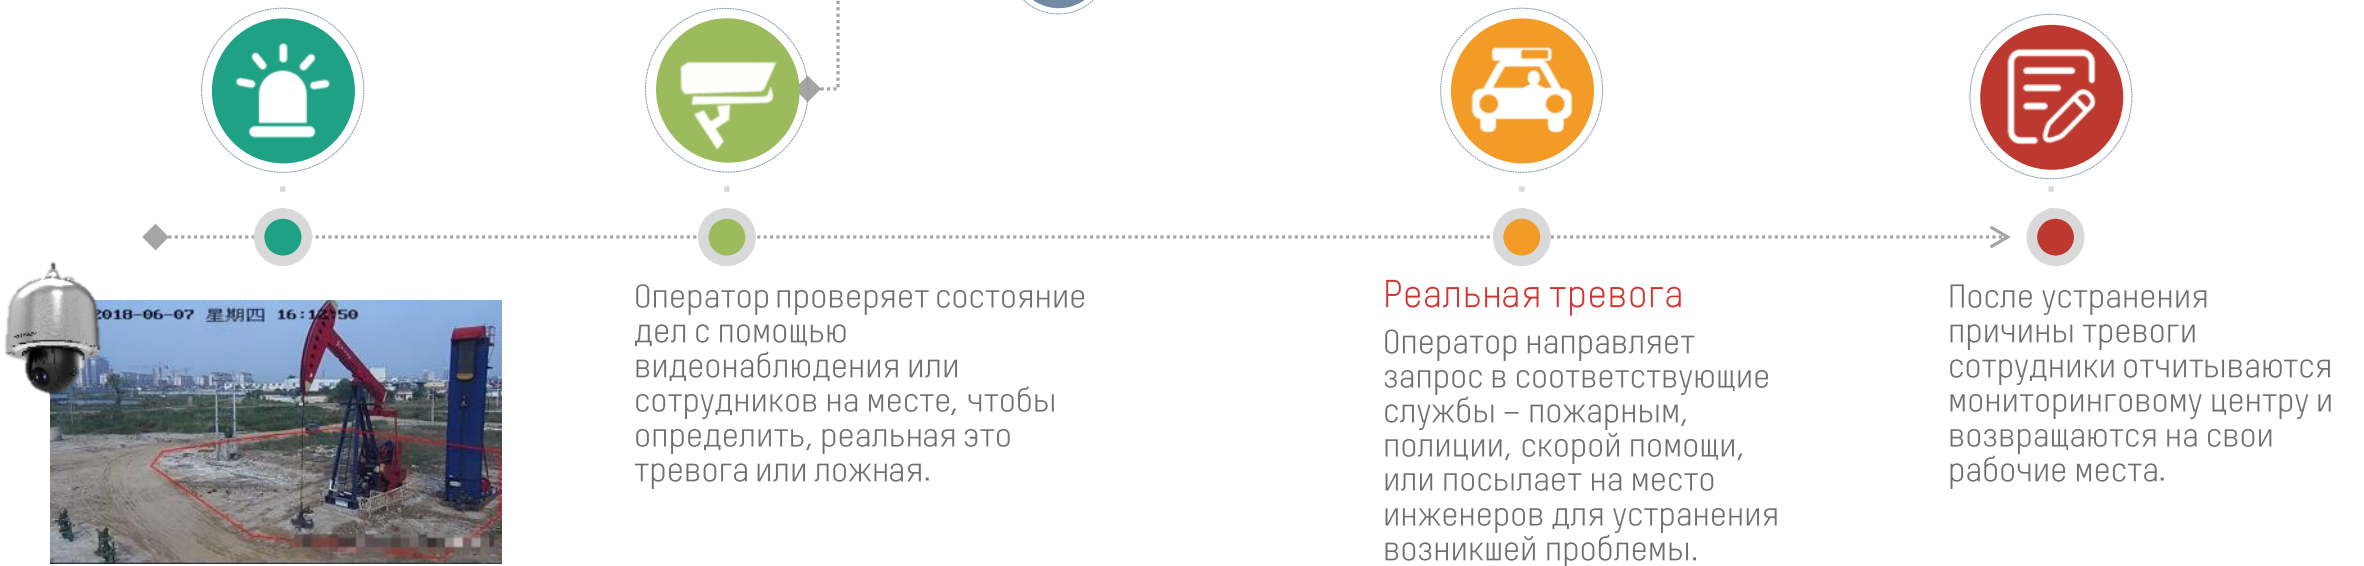 2018-06-07 星期四 16:12:50
Оператор проверяет состояние
дел с помощью
видеонаблюдения или
сотрудников на месте, чтобы
определить, реальная это
тревога или ложная.
Реальная тревога
Оператор направляет
запрос в соответствующие
службы – пожарным,
полиции, скорой помощи,
или посылает на место
инженеров для устранения
возникшей проблемы.
После устранения
причины тревоги
сотрудники отчитываются
мониторинговому центру и
возвращаются на свои
рабочие места.